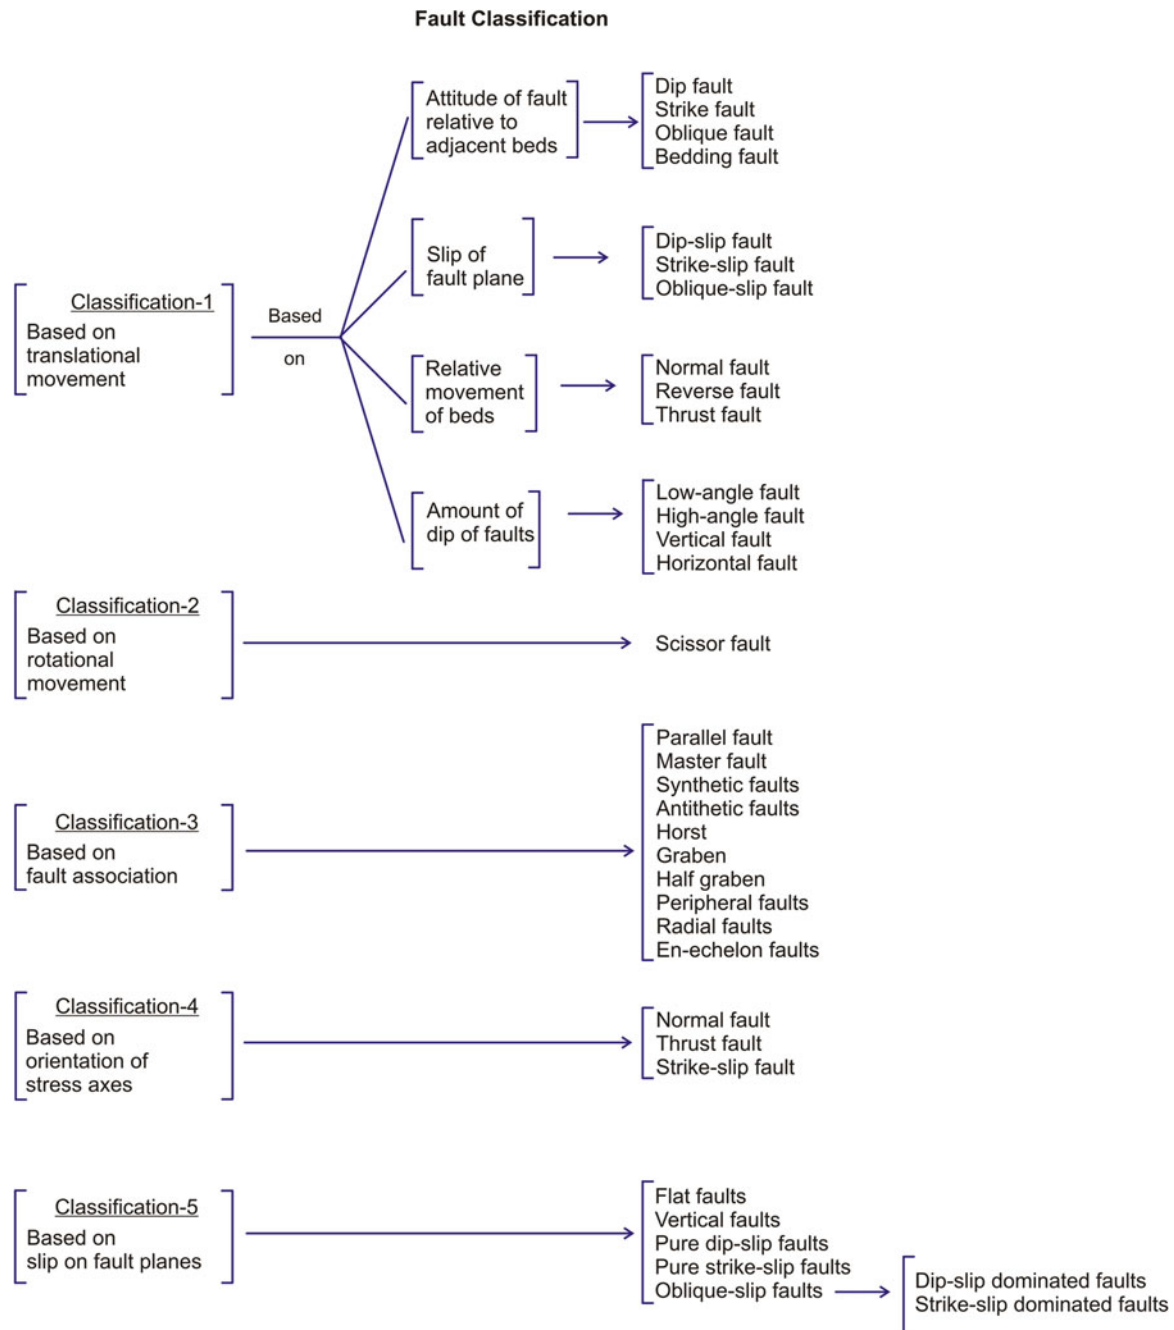 Fault Classification
Classification-1
Based on
translational
movement
Based
on
Attitude of fault
relative to
adjacent beds
Dip fault
Strike fault
Oblique fault
Bedding fault
Slip of
fault plane
Dip-slip fault
Strike-slip fault
Oblique-slip fault
Relative
movement
of beds
Normal fault
Reverse fault
Thrust fault
Amount of
dip of faults
Low-angle fault
High-angle fault
Vertical fault
Horizontal fault
Classification-2
Based on
rotational
movement
Scissor fault
Classification-3
Based on
fault association
Parallel fault
Master fault
Synthetic faults
Antithetic faults
Horst
Graben
Half graben
Peripheral faults
Radial faults
En-echelon faults
Classification-4
Based on
orientation of
stress axes
Normal fault
Thrust fault
Strike-slip fault
Classification-5
Based on
slip on fault planes
Flat faults
Vertical faults
Pure dip-slip faults
Pure strike-slip faults
Oblique-slip faults
Dip-slip dominated faults
Strike-slip dominated faults